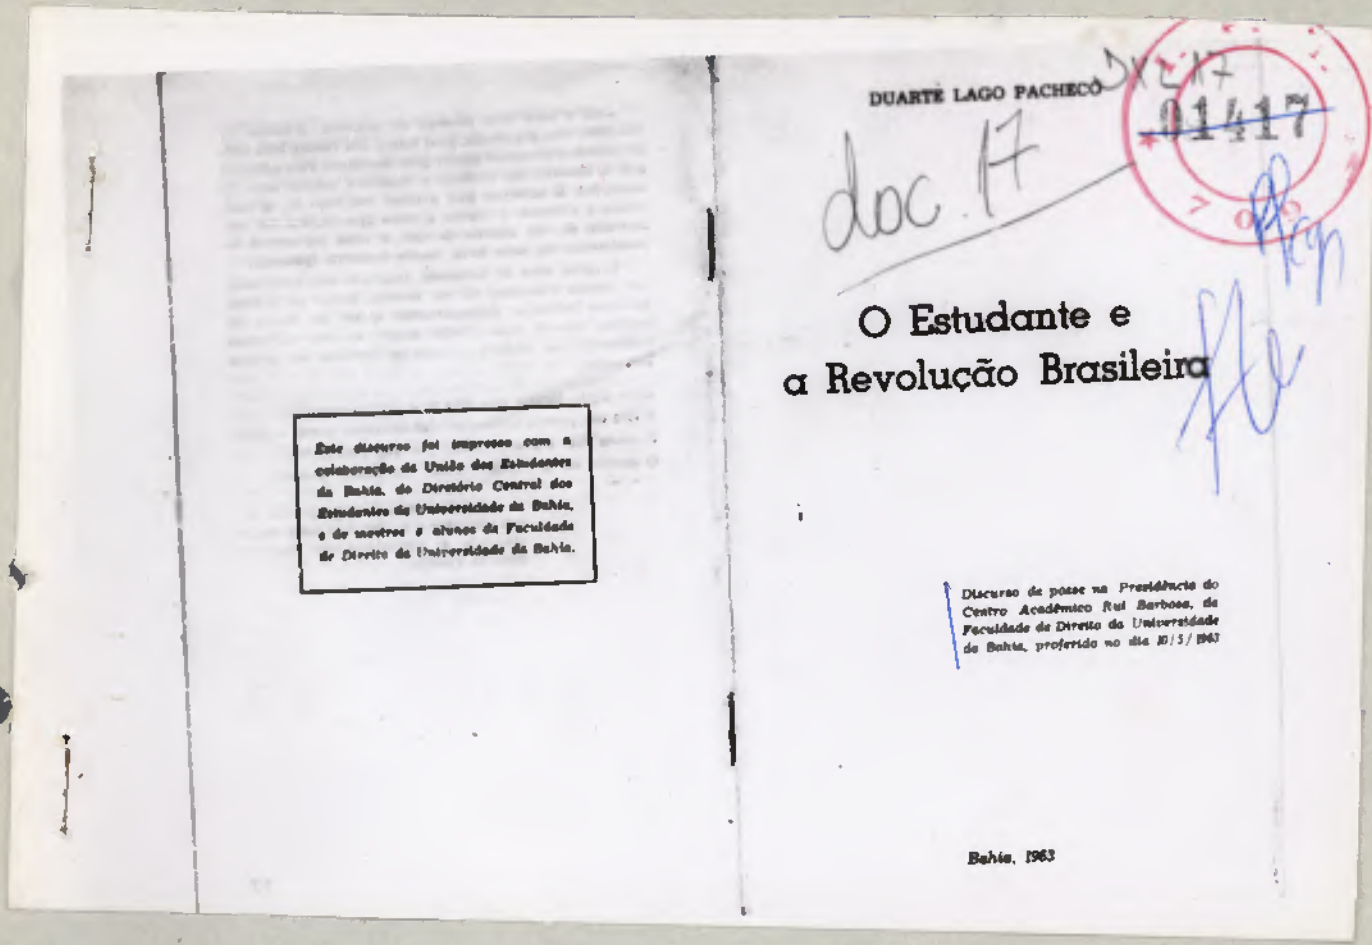 Este discurso foi impresso com a
colaboração da União dos Estudantes
da Bahia, do Diretório Central dos
Estudantes da Universidade da Bahia,
e de mestres e alunos da Faculdade
de Direito da Universidade da Bahia.
DUARTE LAGO PACHECO
01417
doc. 17
O Estudante e
a Revolução Brasileira
Discurso de posse na Presidência do
Centro Acadêmico Rui Barbosa, da
Faculdade de Direito da Universidade
da Bahia, proferido no dia 10/5/1963
Bahia, 1963